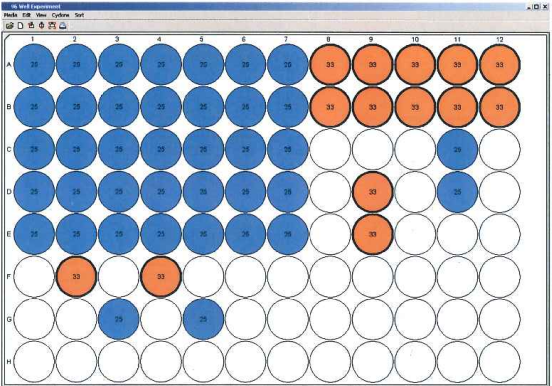 96 Well Experiment
Media Edit View Cyclone Sort
1 2 3 4 5 6 7 8 9 10 11 12
A 25 25 25 25 25 25 25 33 33 33 33 33
B 25 25 25 25 25 25 25 33 33 33 33 33
C 25 25 25 25 25 25 25 25
D 25 25 25 25 25 25 25 33 25
E 25 25 25 25 25 25 25 33
F 33 33
G 25 25
H